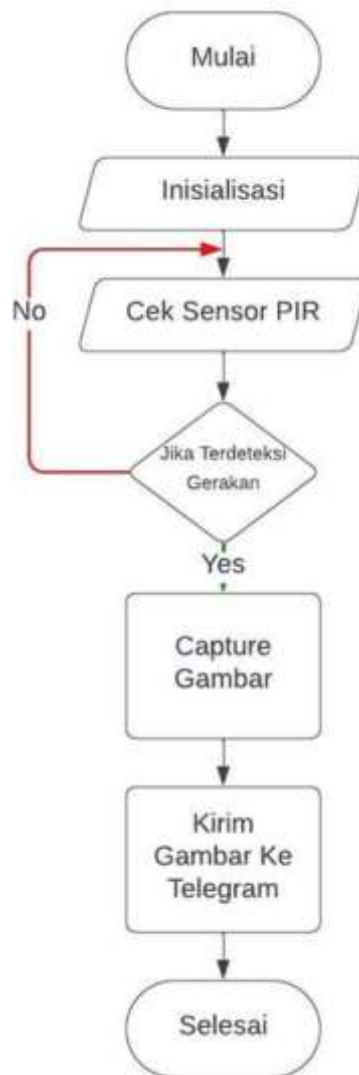 Mulai
Inisialisasi
No
Cek Sensor PIR
Jika Terdeteksi
Gerakan
Yes
Capture
Gambar
Kirim
Gambar Ke
Telegram
Selesai